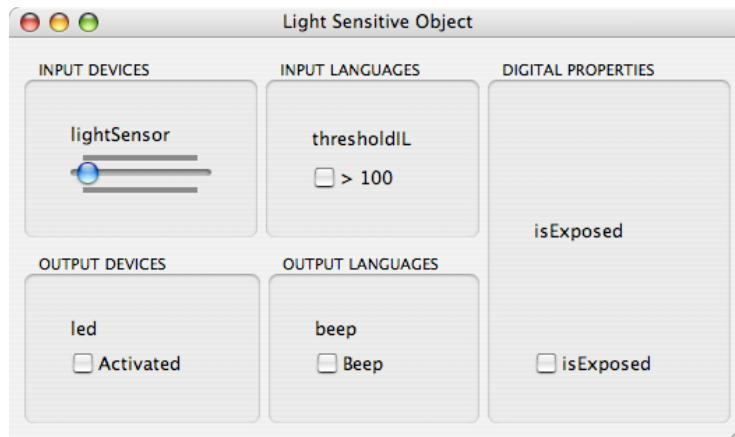 Light Sensitive Object
INPUT DEVICES
lightSensor
INPUT LANGUAGES
thresholdIL
> 100
DIGITAL PROPERTIES
isExposed
isExposed
OUTPUT DEVICES
led
Activated
OUTPUT LANGUAGES
beep
Beep